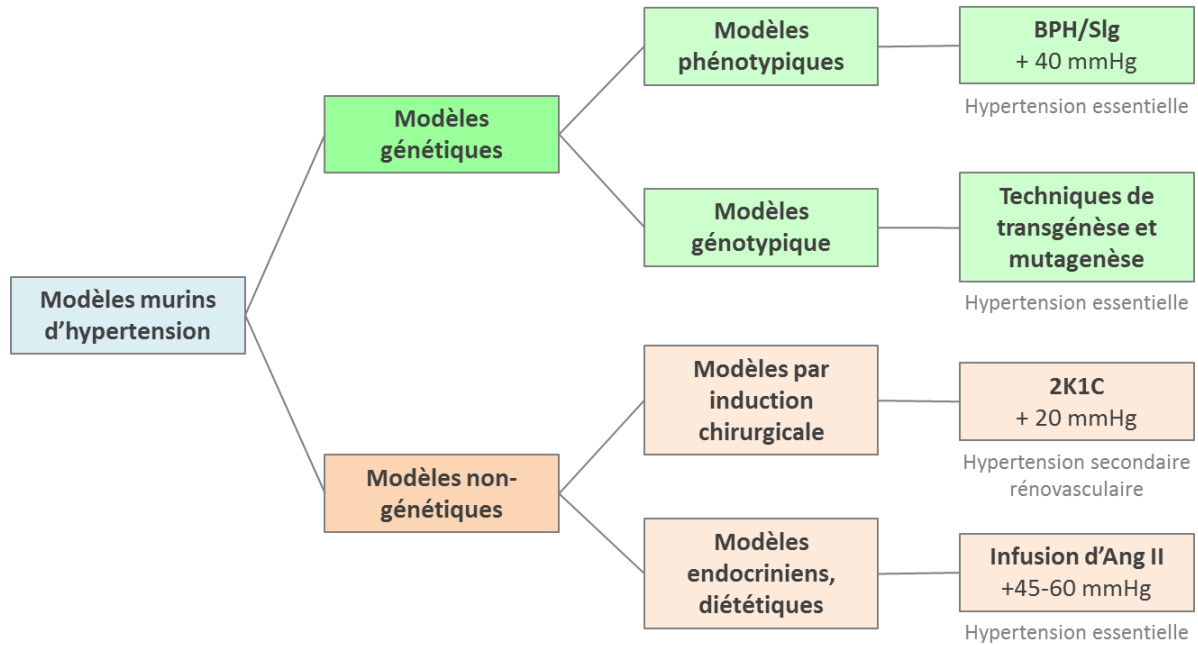 Modèles murins
d’hypertension
Modèles
génétiques
Modèles
phénotypiques
BPH/Slg
+ 40 mmHg
Hypertension essentielle
Modèles
génotypique
Techniques de
transgénèse et
mutagenèse
Hypertension essentielle
Modèles non-
génétiques
Modèles par
induction
chirurgicale
2K1C
+ 20 mmHg
Hypertension secondaire
rénovasculaire
Modèles
endocriniens,
diététiques
Infusion d’Ang II
+45-60 mmHg
Hypertension essentielle